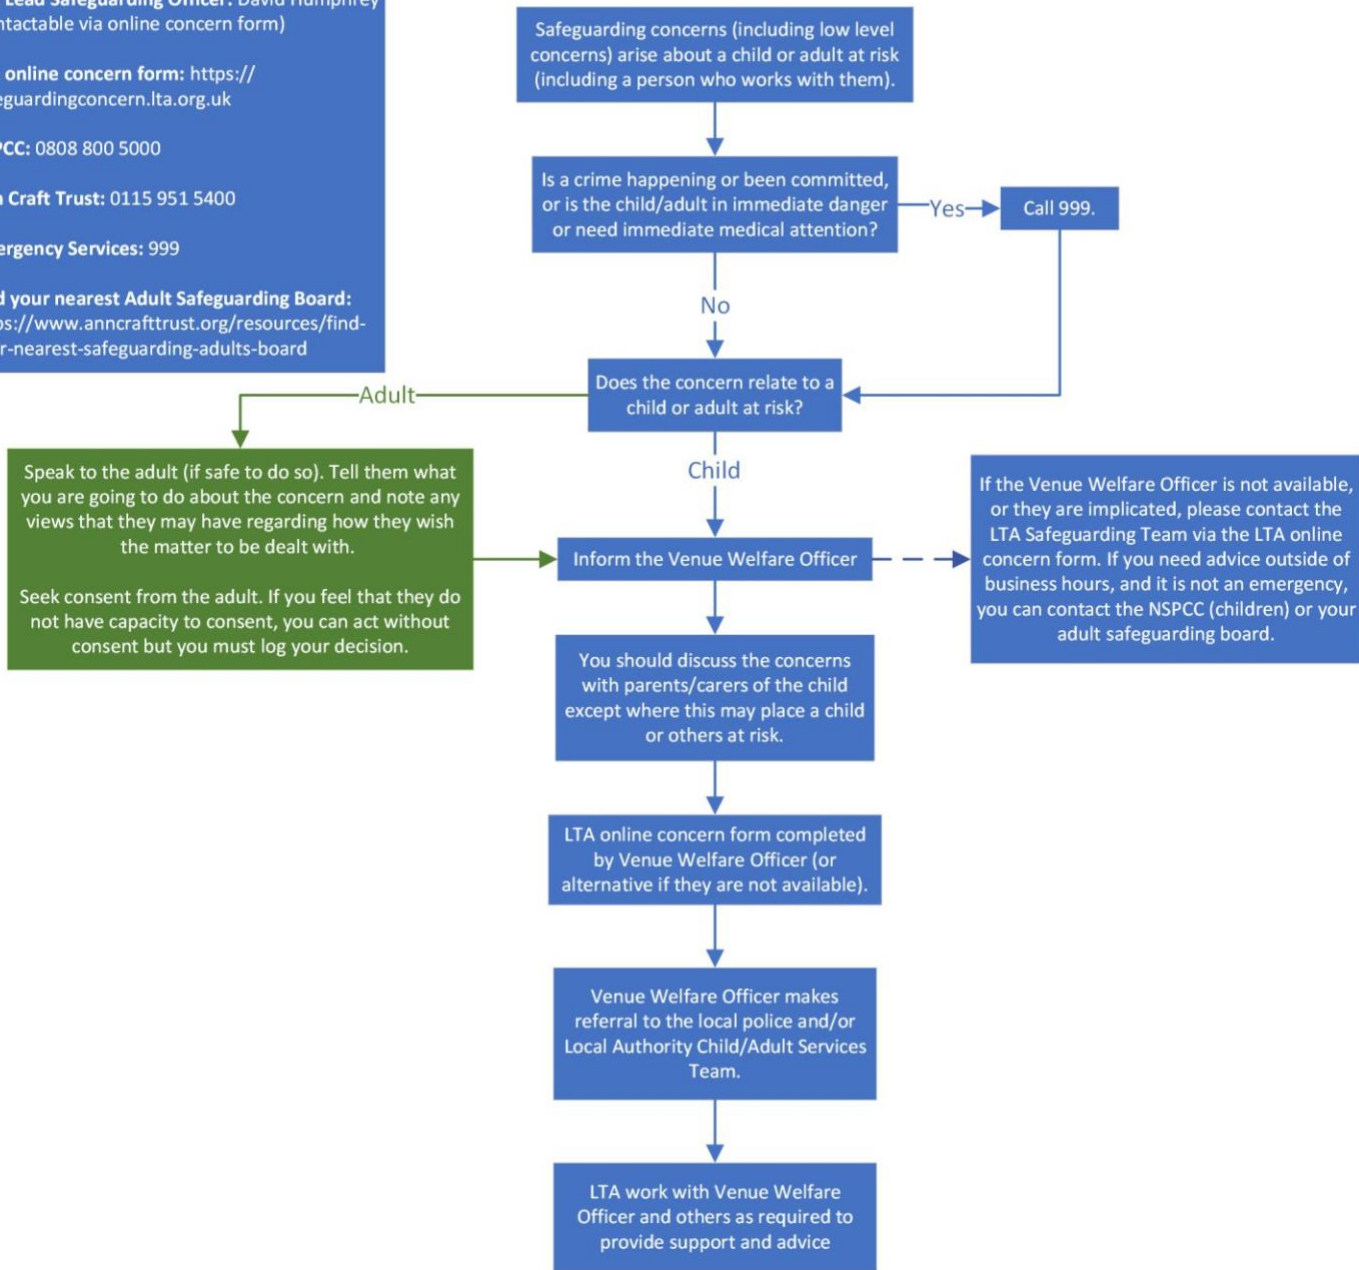 Lead Safeguarding Officer: David Humphrey
ntactable via online concern form)
online concern form: https://
eguardingconcern.lta.org.uk
PCC: 0808 800 5000
Craft Trust: 0115 951 5400
ergency Services: 999
d your nearest Adult Safeguarding Board:
ps://www.anncrafttrust.org/resources/find-
r-nearest-safeguarding-adults-board
Safeguarding concerns (including low level
concerns) arise about a child or adult at risk
(including a person who works with them).
Is a crime happening or been committed,
or is the child/adult in immediate danger
or need immediate medical attention?
Yes
Call 999.
No
Does the concern relate to a
child or adult at risk?
Adult
Child
Speak to the adult (if safe to do so). Tell them what
you are going to do about the concern and note any
views that they may have regarding how they wish
the matter to be dealt with.
Seek consent from the adult. If you feel that they do
not have capacity to consent, you can act without
consent but you must log your decision.
Inform the Venue Welfare Officer
If the Venue Welfare Officer is not available,
or they are implicated, please contact the
LTA Safeguarding Team via the LTA online
concern form. If you need advice outside of
business hours, and it is not an emergency,
you can contact the NSPCC (children) or your
adult safeguarding board.
You should discuss the concerns
with parents/carers of the child
except where this may place a child
or others at risk.
LTA online concern form completed
by Venue Welfare Officer (or
alternative if they are not available).
Venue Welfare Officer makes
referral to the local police and/or
Local Authority Child/Adult Services
Team.
LTA work with Venue Welfare
Officer and others as required to
provide support and advice